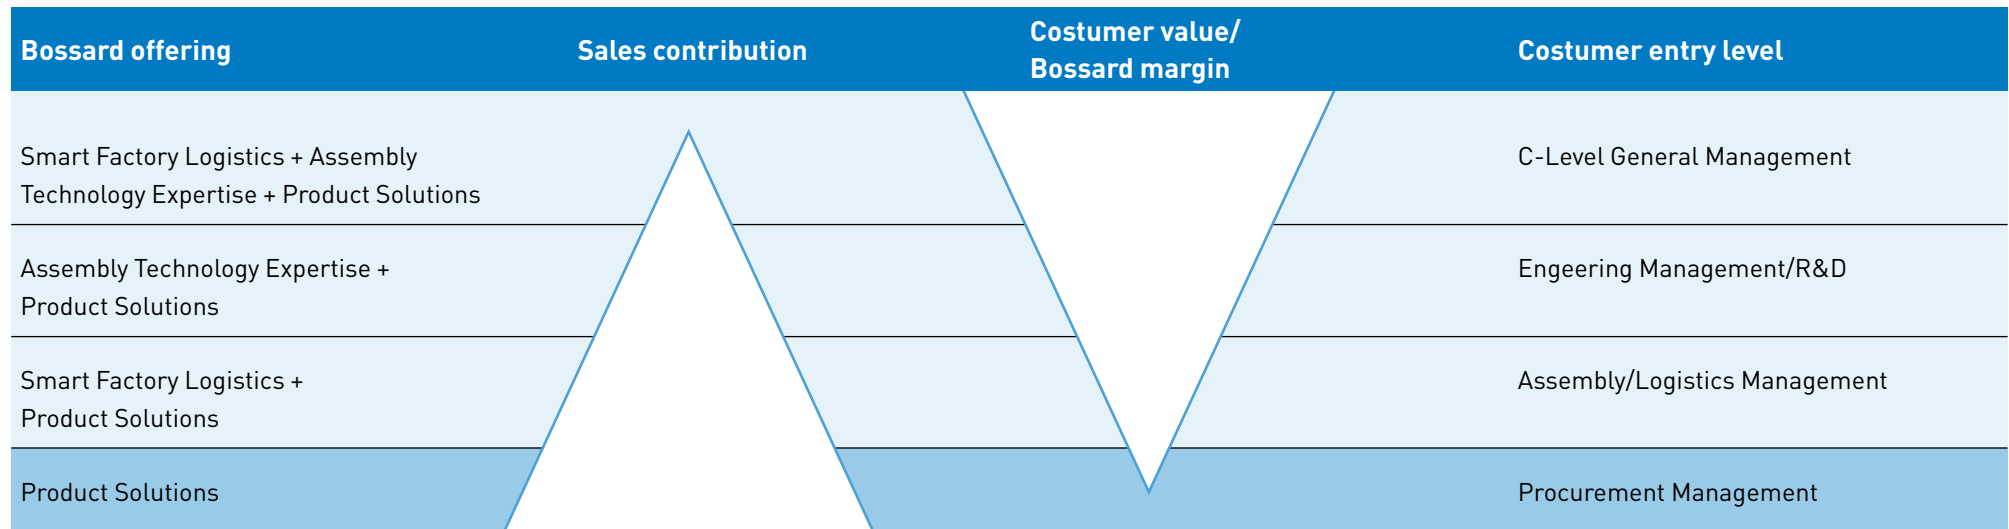 Bossard offering
Sales contribution
Costumer value/
Bossard margin
Costumer entry level
Smart Factory Logistics + Assembly
Technology Expertise + Product Solutions
C-Level General Management
Assembly Technology Expertise +
Product Solutions
Engeering Management/R&D
Smart Factory Logistics +
Product Solutions
Assembly/Logistics Management
Product Solutions
Procurement Management